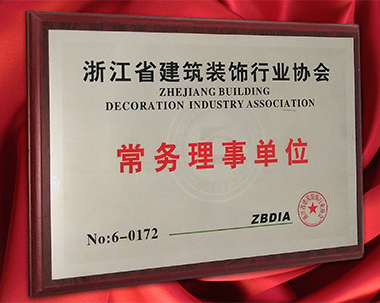 浙江省建筑装饰行业协会
ZHEJIANG BUILDING
DECORATION INDUSTRY ASSOCIATION
常务理事单位
ZBDIA
No:6-0172